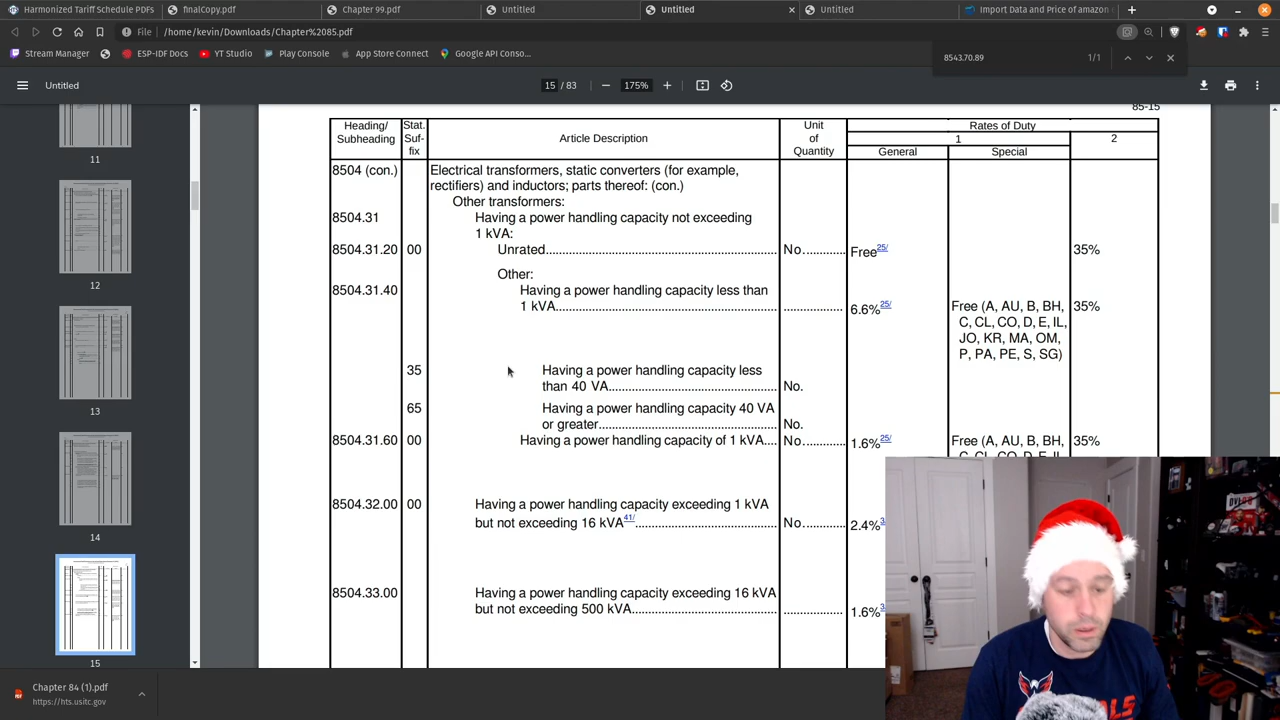 Harmonized Tariff Schedule PDFs
finalCopy.pdf
Chapter 99.pdf
Untitled
Untitled
Untitled
Import Data and Price of amazon
File
/home/kevin/Downloads/Chapter%2085.pdf
Stream Manager
ESP-IDF Docs
YT Studio
Play Console
App Store Connect
Google API Conso...
8543.70.89
1/1
Untitled
15 / 83
175%
11
12
13
14
15
85-15
Heading/
Subheading
Stat.
Suf-
fix
Article Description
Unit
of
Quantity
Rates of Duty
1
2
General
Special
8504 (con.)
Electrical transformers, static converters (for example,
rectifiers) and inductors; parts thereof: (con.)
Other transformers:
8504.31
Having a power handling capacity not exceeding
1 kVA:
8504.31.20 00 Unrated.......... No.......... Free25/ 35%
Other:
8504.31.40 Having a power handling capacity less than
1 kVA.......... .......... 6.6%25/ Free (A, AU, B, BH, 35%
C, CL, CO, D, E, IL,
JO, KR, MA, OM,
P, PA, PE, S, SG)
35 Having a power handling capacity less
than 40 VA.......... No.
65 Having a power handling capacity 40 VA
or greater.......... No.
8504.31.60 00 Having a power handling capacity of 1 kVA.... No.......... 1.6%25/ Free (A, AU, B, BH, 35%
8504.32.00 00 Having a power handling capacity exceeding 1 kVA
but not exceeding 16 kVA41/.......... No.......... 2.4%
8504.33.00 Having a power handling capacity exceeding 16 kVA
but not exceeding 500 kVA.......... .......... 1.6%
Chapter 84 (1).pdf
https://hts.usitc.gov